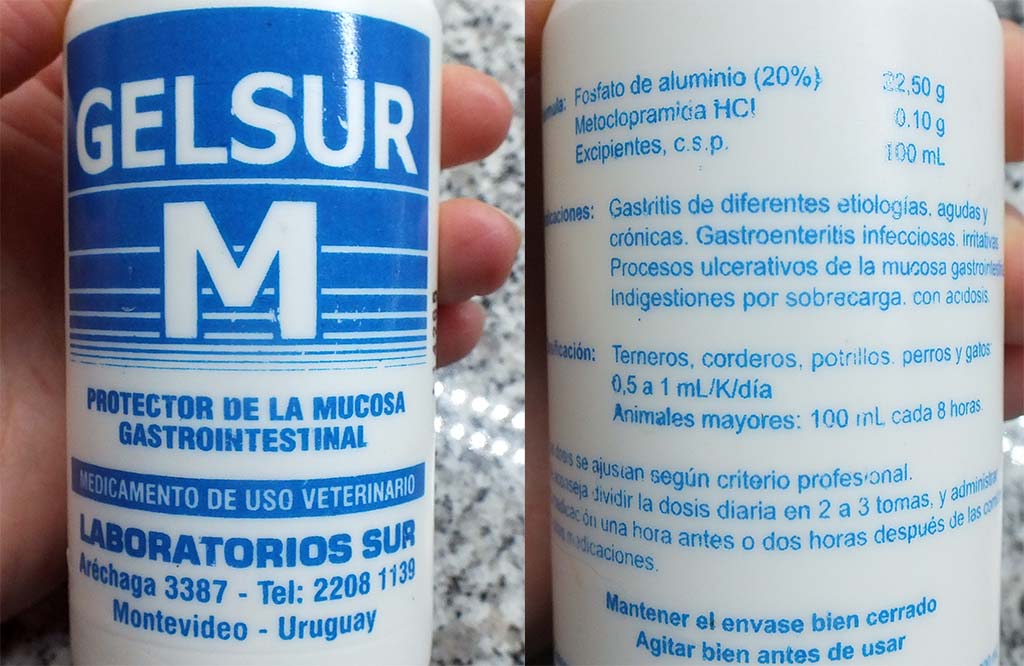 GELSUR
M
PROTECTOR DE LA MUCOSA
GASTROINTESTINAL
MEDICAMENTO DE USO VETERINARIO
LABORATORIOS SUR
Aréchaga 3387 - Tel: 2208 1139
Montevideo - Uruguay
Fosfato de aluminio (20%) 22,50 g
Metoclopramida HCl 0.10 g
Excipientes, c.s.p. 100 mL
Gastritis de diferentes etiologías, agudas y
crónicas. Gastroenteritis infecciosas, irritativas
Procesos ulcerativos de la mucosa
Indigestiones por sobrecarga, con acidosis.
Terneros, corderos, potrillos, perros y gatos:
0,5 a 1 mL/K/día
Animales mayores: 100 mL cada 8 horas.
se ajustan según criterio profesional.
dividir la dosis diaria en 2 a 3 tomas, y
una hora antes o dos horas después de las
medicaciones.
Mantener el envase bien cerrado
Agitar bien antes de usar